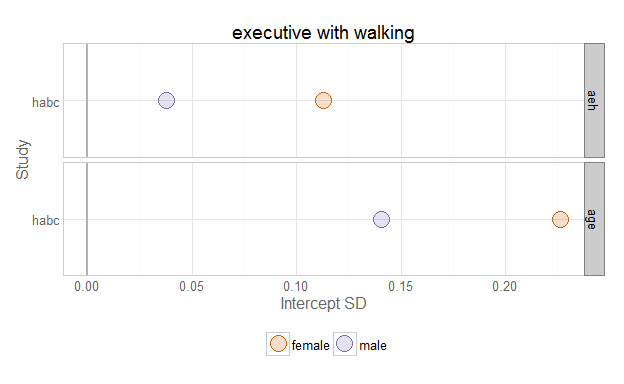 executive with walking
habc
aeh
Study
habc
age
0.00 0.05 0.10 0.15 0.20
Intercept SD
female male